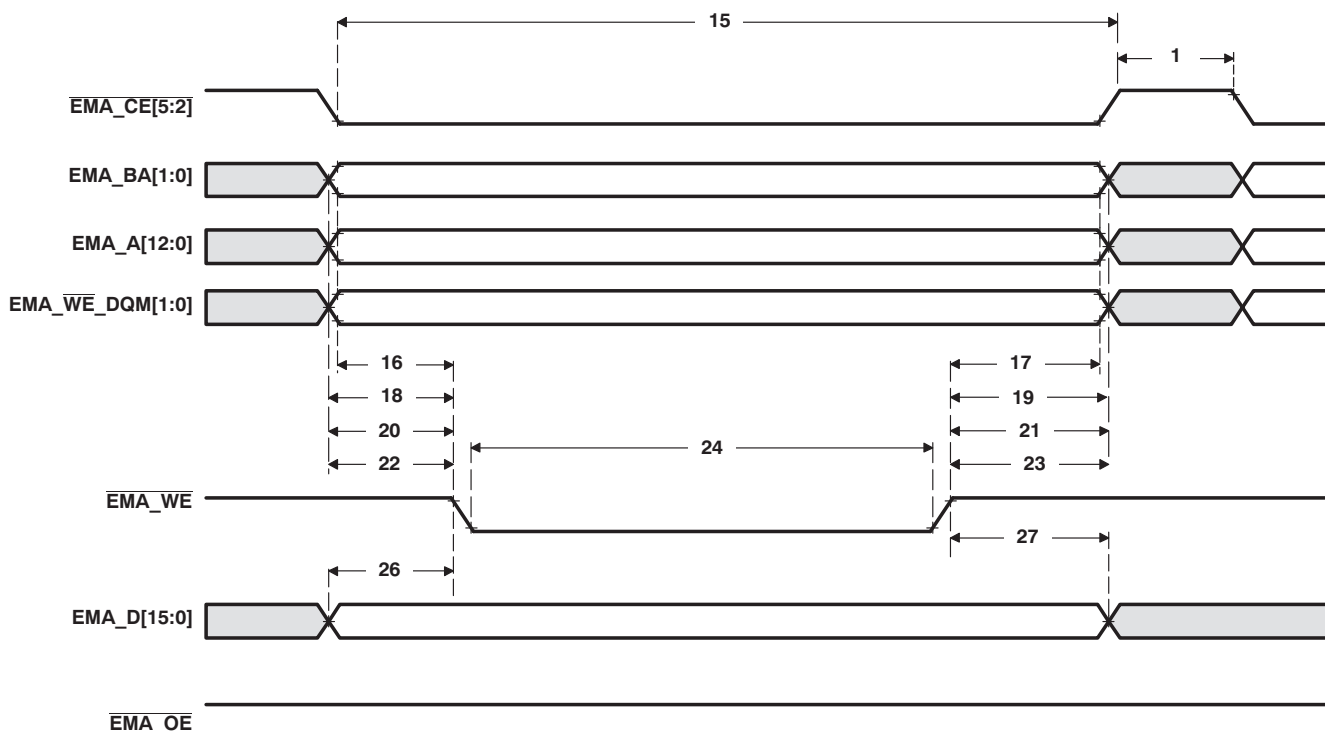 15
1
EMA_CE[5:2]
EMA_BA[1:0]
EMA_A[12:0]
EMA_WE_DQM[1:0]
16
17
18
19
20
21
22
24
23
EMA_WE
27
26
EMA_D[15:0]
EMA_OE